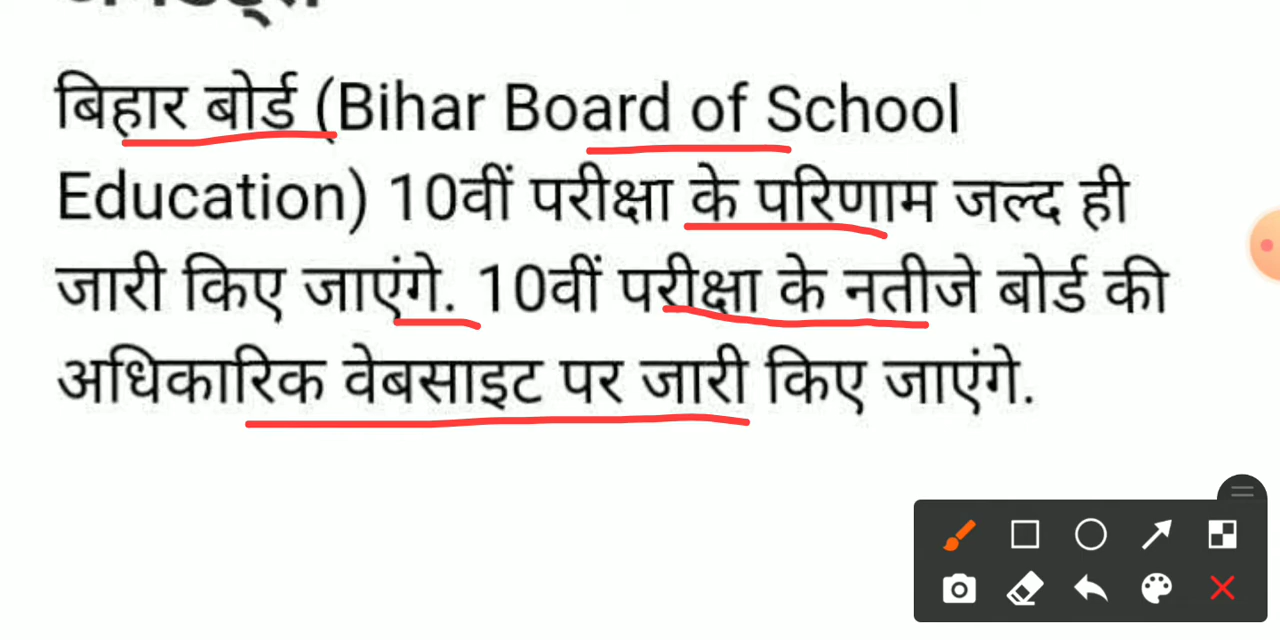 बिहार बोर्ड (Bihar Board of School
Education) 10वीं परीक्षा के परिणाम जल्द ही
जारी किए जाएंगे. 10वीं परीक्षा के नतीजे बोर्ड की
अधिकारिक वेबसाइट पर जारी किए जाएंगे.